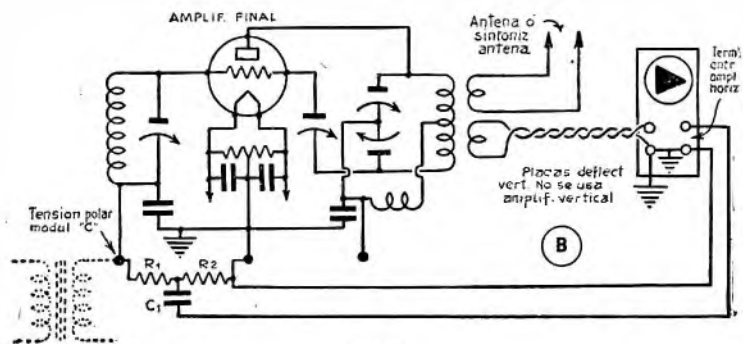 AMPLIF. FINAL
Antena ó
sintoniz
antena.
Term.
entr
ampl
horiz
Placas deflect
vert. No se usa
amplif. vertical
Tension polar
modul "C"
R1
R2
C1
B